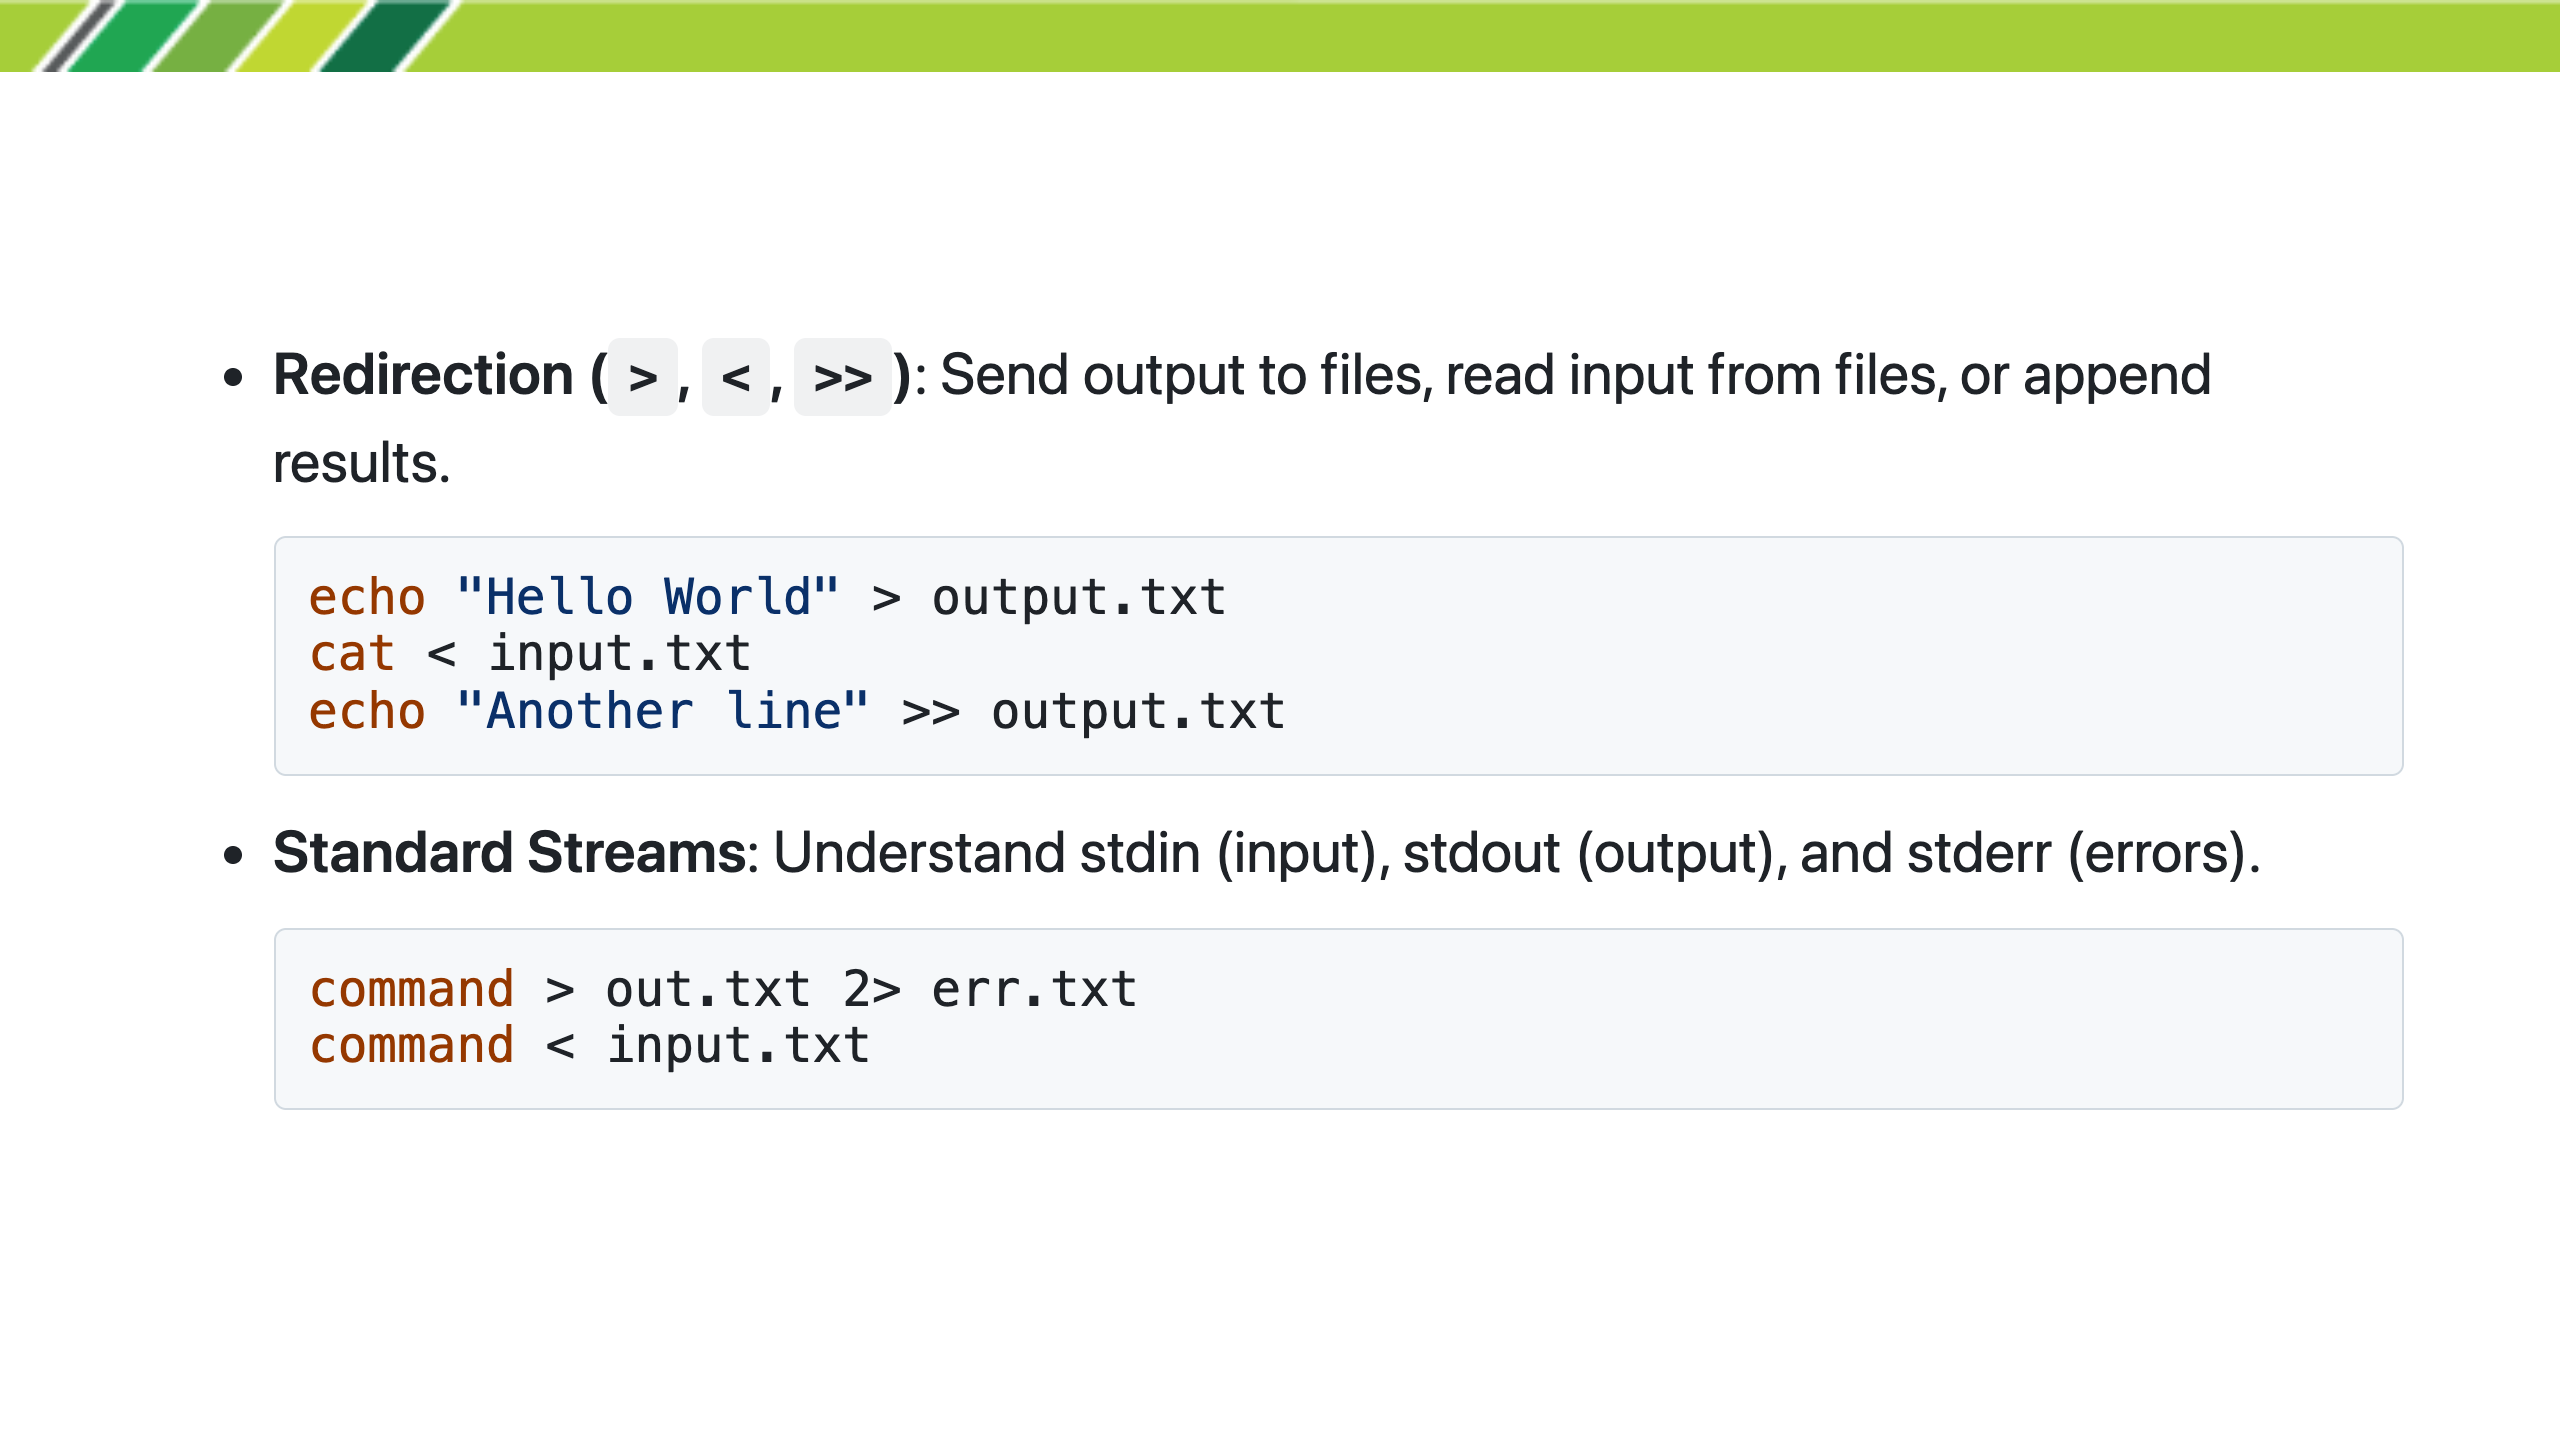 • Redirection ( > , < , >> ): Send output to files, read input from files, or append
results.
echo "Hello World" > output.txt
cat < input.txt
echo "Another line" >> output.txt
• Standard Streams: Understand stdin (input), stdout (output), and stderr (errors).
command > out.txt 2> err.txt
command < input.txt